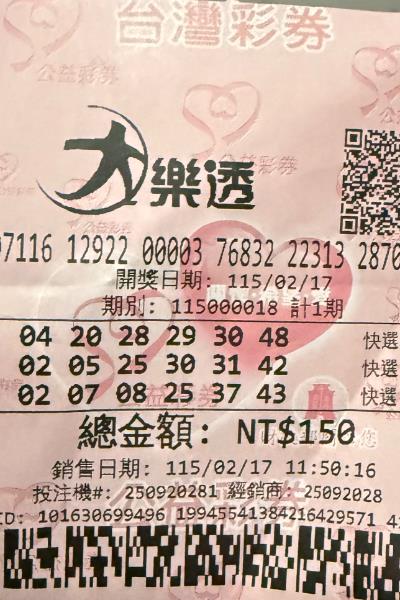 台灣彩券
公益彩券
大樂透
97116 12922 00003 76832 22313 2870
開獎日期: 115/02/17
期別: 115000018 計1期
04 20 28 29 30 48 快選
02 05 25 30 31 42 快選
02 07 08 25 37 43 快選
總金額: NT$150
銷售日期: 115/02/17 11:50:16
投注機#: 250920281 經銷商: 25092028
ID: 101630699496 19945541384216429571